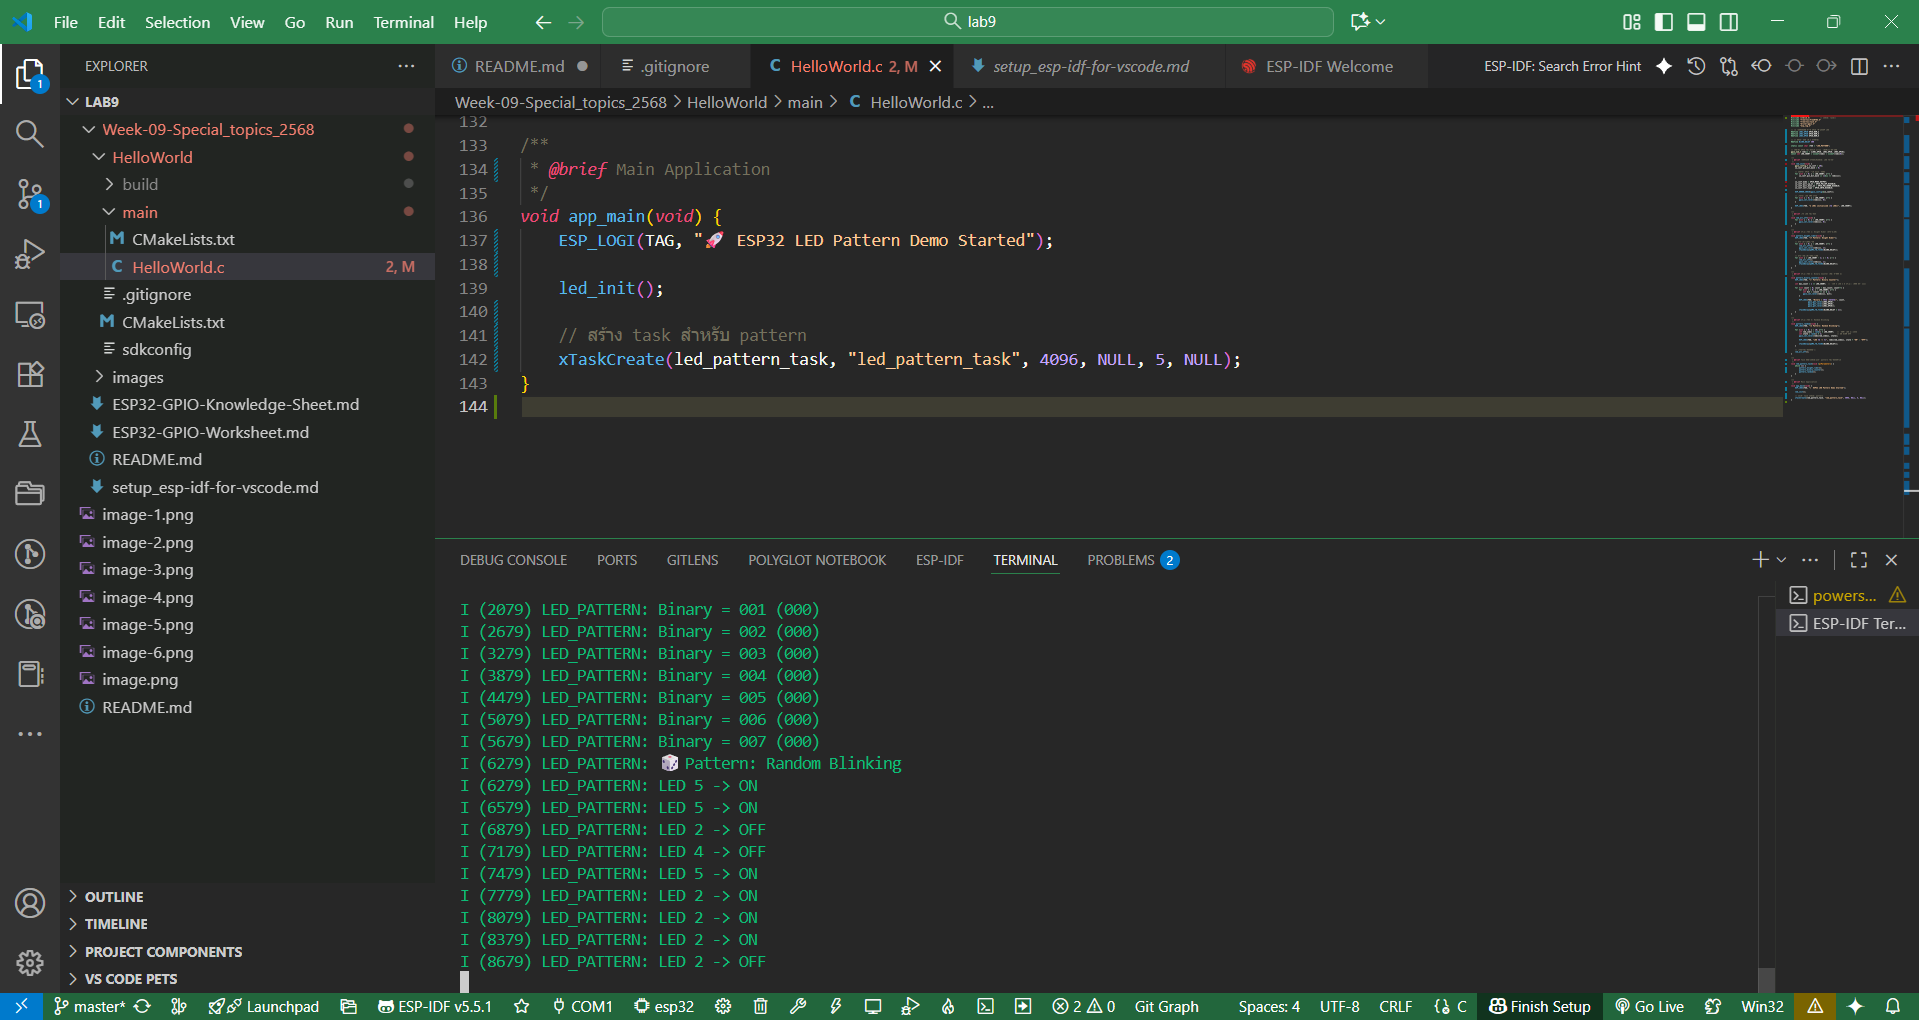 File Edit Selection View Go Run Terminal Help
lab9
EXPLORER
README.md
.gitignore
HelloWorld.c 2, M
setup_esp-idf-for-vscode.md
ESP-IDF Welcome
ESP-IDF: Search Error Hint
LAB9
Week-09-Special_topics_2568 > HelloWorld > main > C HelloWorld.c > ...
Week-09-Special_topics_2568
HelloWorld
build
main
CMakeLists.txt
HelloWorld.c 2, M
.gitignore
CMakeLists.txt
sdkconfig
images
ESP32-GPIO-Knowledge-Sheet.md
ESP32-GPIO-Worksheet.md
README.md
setup_esp-idf-for-vscode.md
image-1.png
image-2.png
image-3.png
image-4.png
image-5.png
image-6.png
image.png
README.md
OUTLINE
TIMELINE
PROJECT COMPONENTS
VS CODE PETS
132
133 /**
134 * @brief Main Application
135 */
136 void app_main(void) {
137 ESP_LOGI(TAG, "🚀 ESP32 LED Pattern Demo Started");
138
139 led_init();
140
141 // สร้าง task สำหรับ pattern
142 xTaskCreate(led_pattern_task, "led_pattern_task", 4096, NULL, 5, NULL);
143 }
144
DEBUG CONSOLE PORTS GITLENS POLYGLOT NOTEBOOK ESP-IDF TERMINAL PROBLEMS 2
I (2079) LED_PATTERN: Binary = 001 (000)
I (2679) LED_PATTERN: Binary = 002 (000)
I (3279) LED_PATTERN: Binary = 003 (000)
I (3879) LED_PATTERN: Binary = 004 (000)
I (4479) LED_PATTERN: Binary = 005 (000)
I (5079) LED_PATTERN: Binary = 006 (000)
I (5679) LED_PATTERN: Binary = 007 (000)
I (6279) LED_PATTERN: 🎲 Pattern: Random Blinking
I (6279) LED_PATTERN: LED 5 -> ON
I (6579) LED_PATTERN: LED 5 -> ON
I (6879) LED_PATTERN: LED 2 -> OFF
I (7179) LED_PATTERN: LED 4 -> OFF
I (7479) LED_PATTERN: LED 5 -> ON
I (7779) LED_PATTERN: LED 2 -> ON
I (8079) LED_PATTERN: LED 2 -> ON
I (8379) LED_PATTERN: LED 2 -> ON
I (8679) LED_PATTERN: LED 2 -> OFF
powers...
ESP-IDF Ter...
master* Launchpad ESP-IDF v5.5.1 COM1 esp32 2 0 Git Graph Spaces: 4 UTF-8 CRLF {} C Finish Setup Go Live Win32